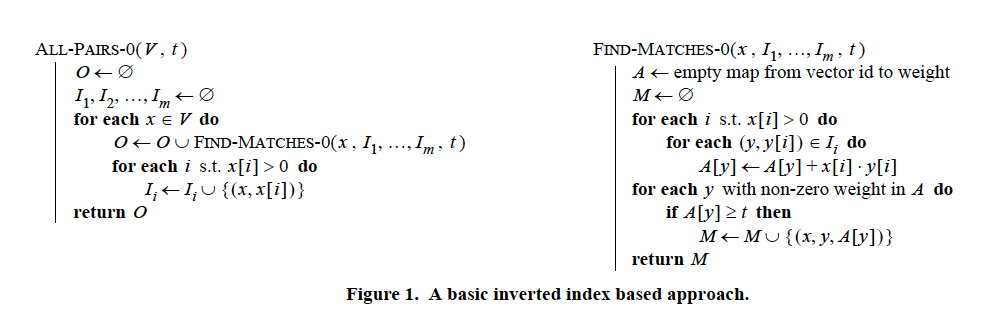 ALL-PAIRS-0(V, t)
O ← ∅
I₁, I₂, …, Iₘ ← ∅
for each x ∈ V do
O ← O ∪ FIND-MATCHES-0(x, I₁, …, Iₘ, t)
for each i s.t. x[i] > 0 do
Iᵢ ← Iᵢ ∪ {(x, x[i])}
return O
FIND-MATCHES-0(x, I₁, …, Iₘ, t)
A ← empty map from vector id to weight
M ← ∅
for each i s.t. x[i] > 0 do
for each (y, y[i]) ∈ Iᵢ do
A[y] ← A[y] + x[i] · y[i]
for each y with non-zero weight in A do
if A[y] ≥ t then
M ← M ∪ {(x, y, A[y])}
return M
Figure 1. A basic inverted index based approach.